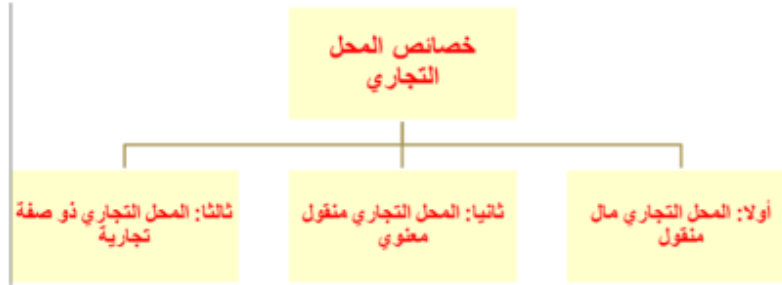 خصائص المحل
التجاري
أولا: المحل التجاري مال
منقول
ثانيا: المحل التجاري منقول
معنوي
ثالثا: المحل التجاري ذو صفة
تجارية